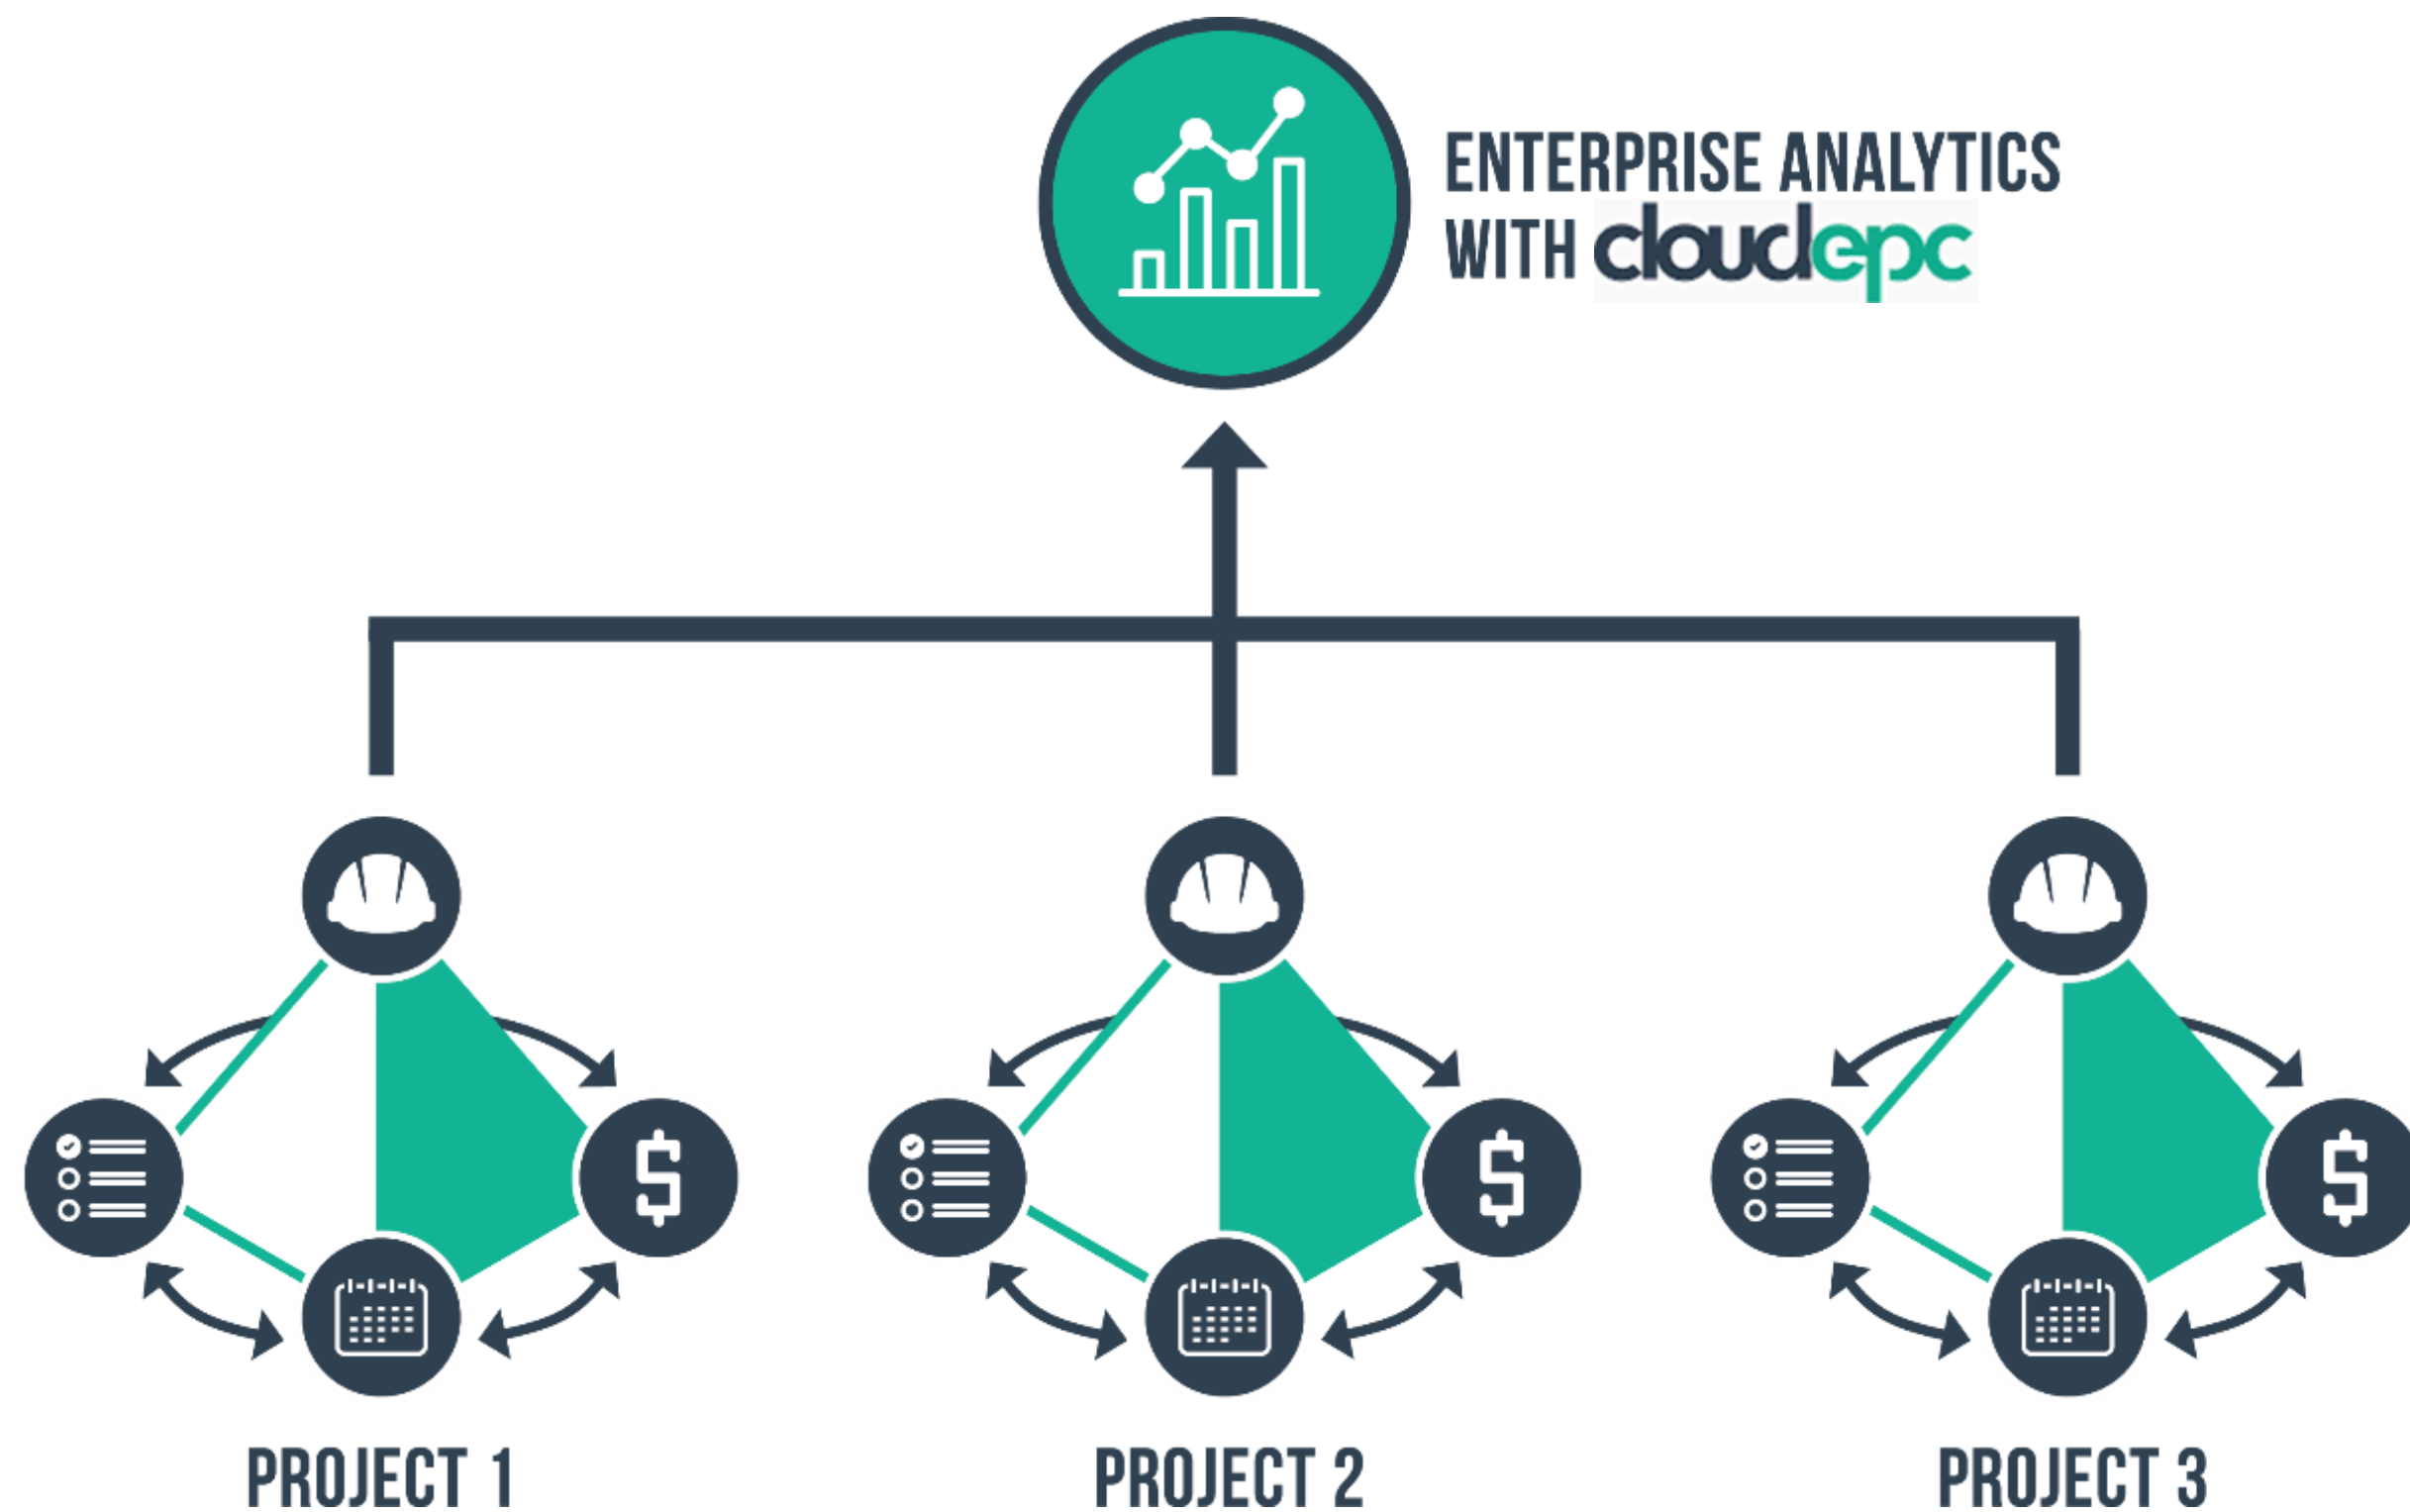 ENTERPRISE ANALYTICS
WITH cloudepc
PROJECT 1
PROJECT 2
PROJECT 3